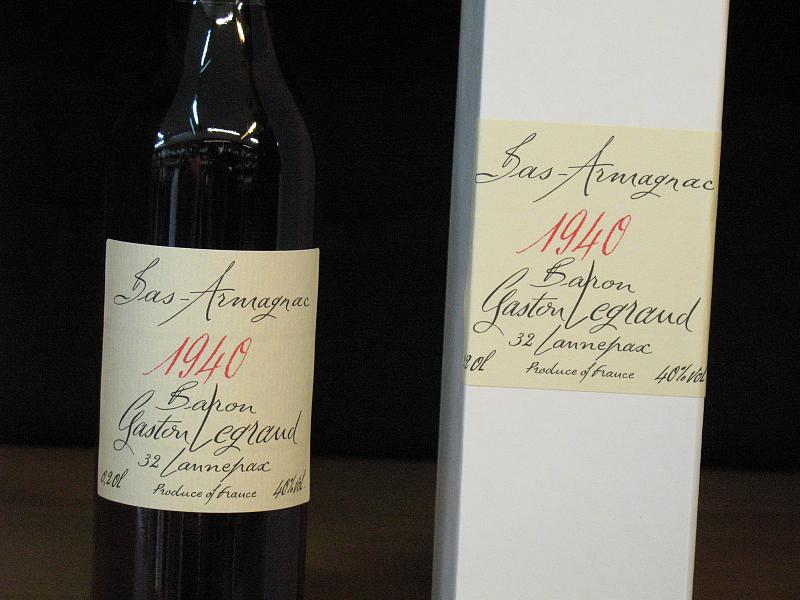 Bas-Armagnac
1940
Baron
Gaston Legrand
32 Lannepax
0,20l Produce of France 40% vol.
Bas-Armagnac
1940
Baron
Gaston Legrand
32 Lannepax
20l Produce of France 40% vol